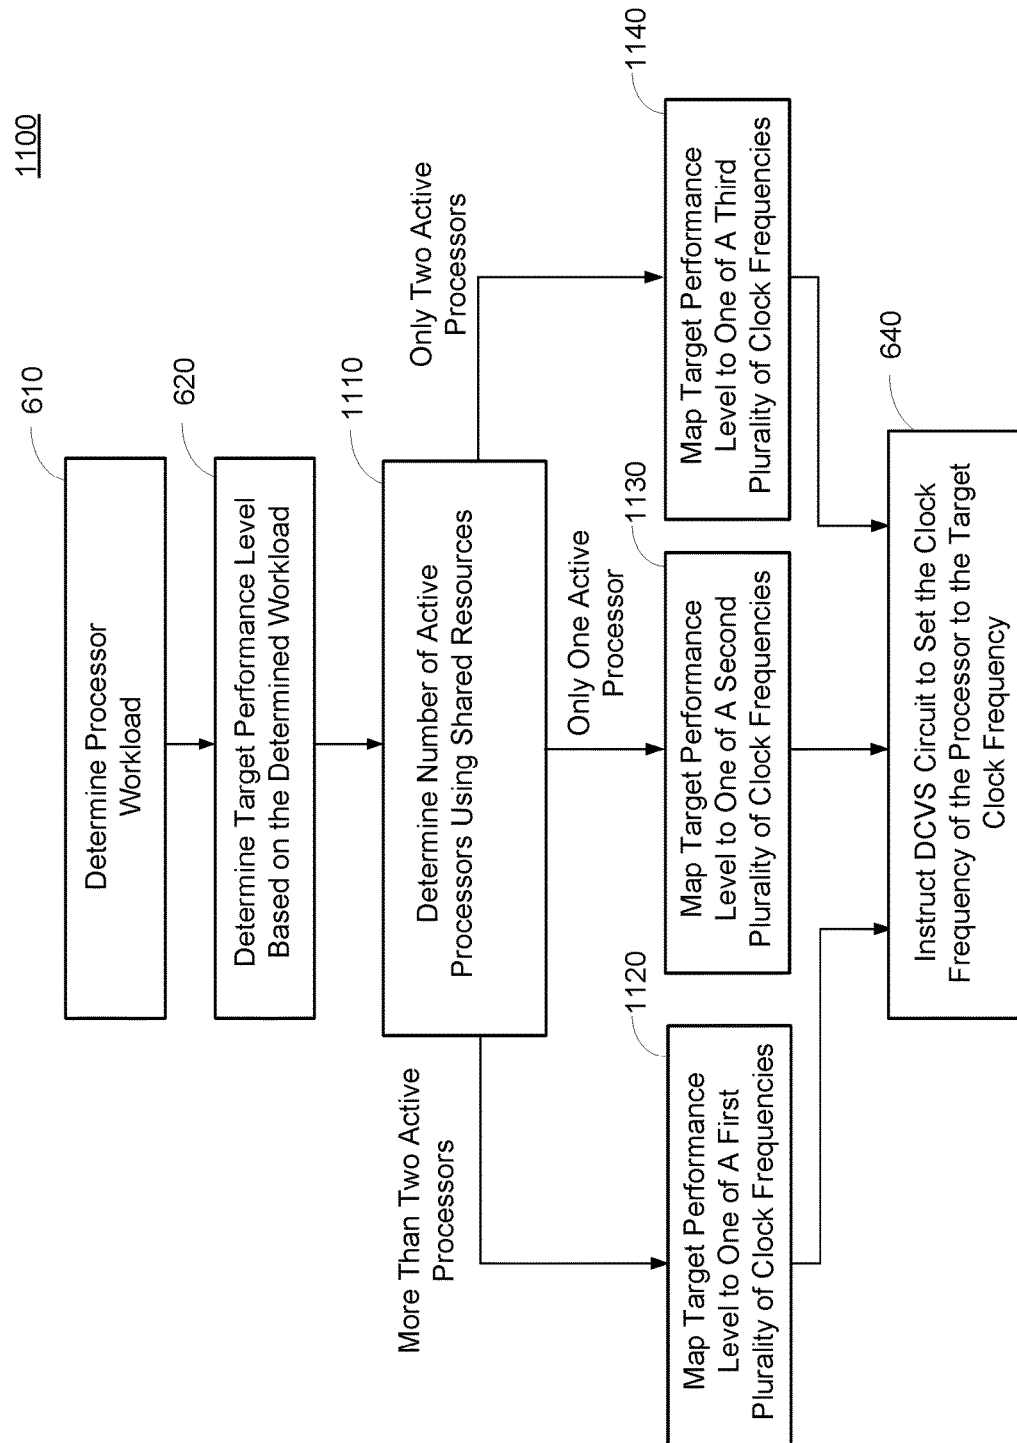 1100
610
Determine Processor
Workload
620
Determine Target Performance Level
Based on the Determined Workload
1110
Determine Number of Active
Processors Using Shared Resources
More Than Two Active
Processors
Only One Active
Processor
Only Two Active
Processors
1120
Map Target Performance
Level to One of A First
Plurality of Clock Frequencies
1130
Map Target Performance
Level to One of A Second
Plurality of Clock Frequencies
1140
Map Target Performance
Level to One of A Third
Plurality of Clock Frequencies
640
Instruct DCVS Circuit to Set the Clock
Frequency of the Processor to the Target
Clock Frequency